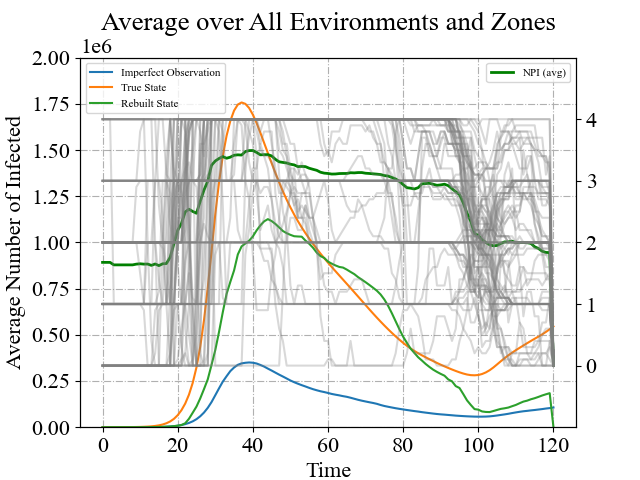 Average over All Environments and Zones
1e6
Imperfect Observation
True State
Rebuilt State
NPI (avg)
2.00
1.75
1.50
1.25
1.00
0.75
0.50
0.25
0.00
Average Number of Infected
4
3
2
1
0
0 20 40 60 80 100 120
Time